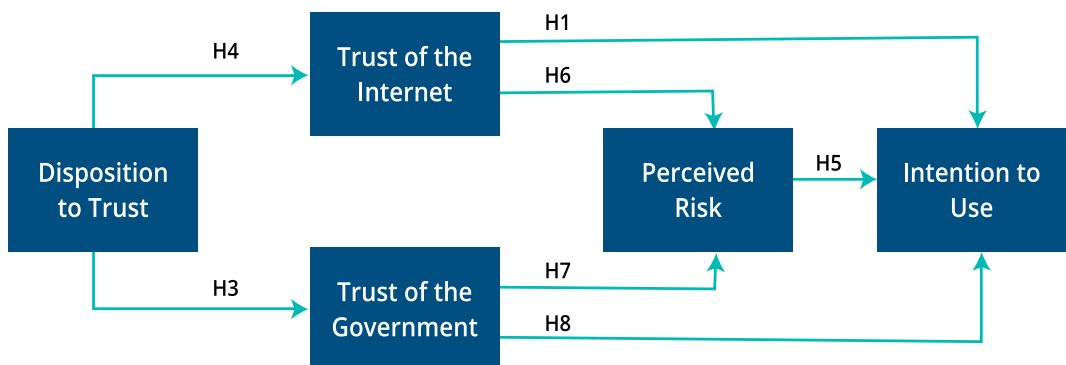 H1
Trust of the
Internet
H4
H6
Disposition
to Trust
Perceived
Risk
H5
Intention to
Use
H3
Trust of the
Government
H7
H8